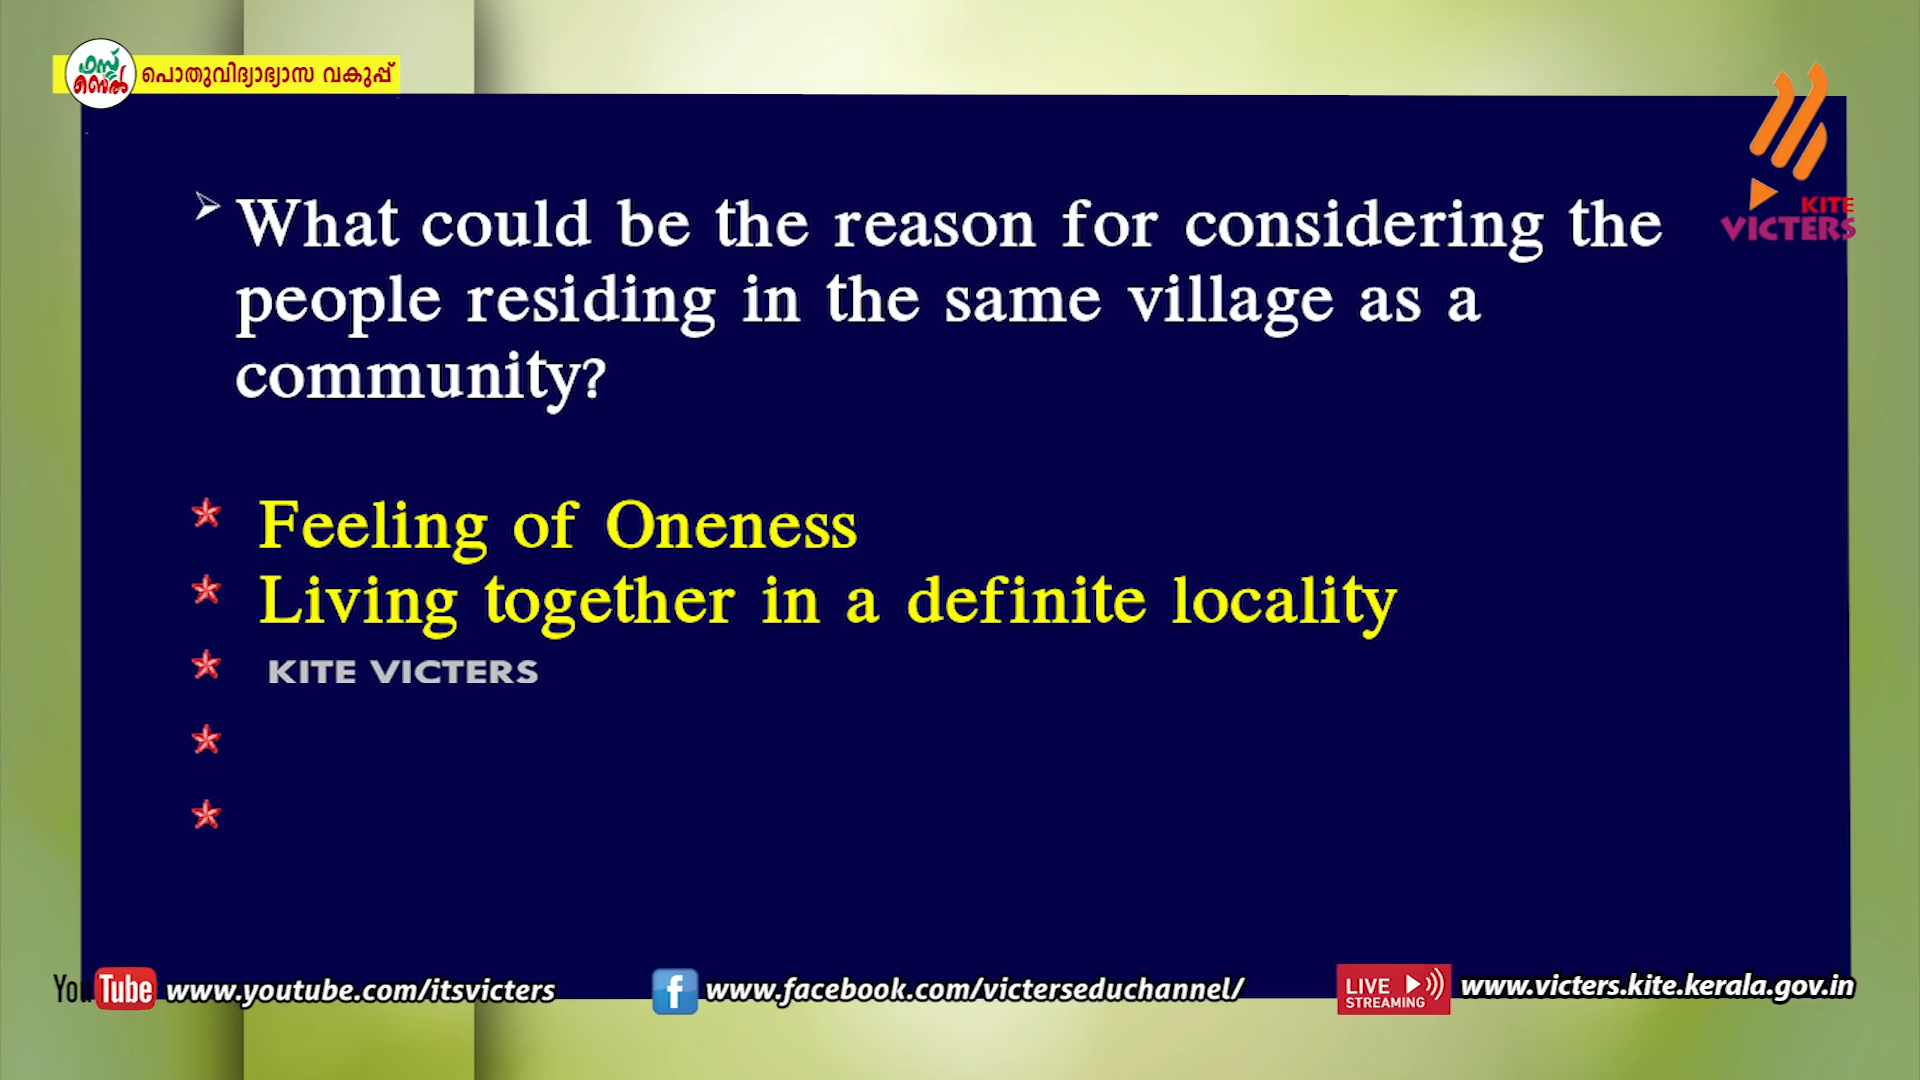 ഫസ്റ്റ്
ബെൽ
പൊതുവിദ്യാഭ്യാസ വകുപ്പ്
KITE
VICTERS
What could be the reason for considering the
people residing in the same village as a
community?
Feeling of Oneness
Living together in a definite locality
KITE VICTERS
YouTube www.youtube.com/itsvicters
f www.facebook.com/victerseduchannel/
LIVE
STREAMING
www.victers.kite.kerala.gov.in